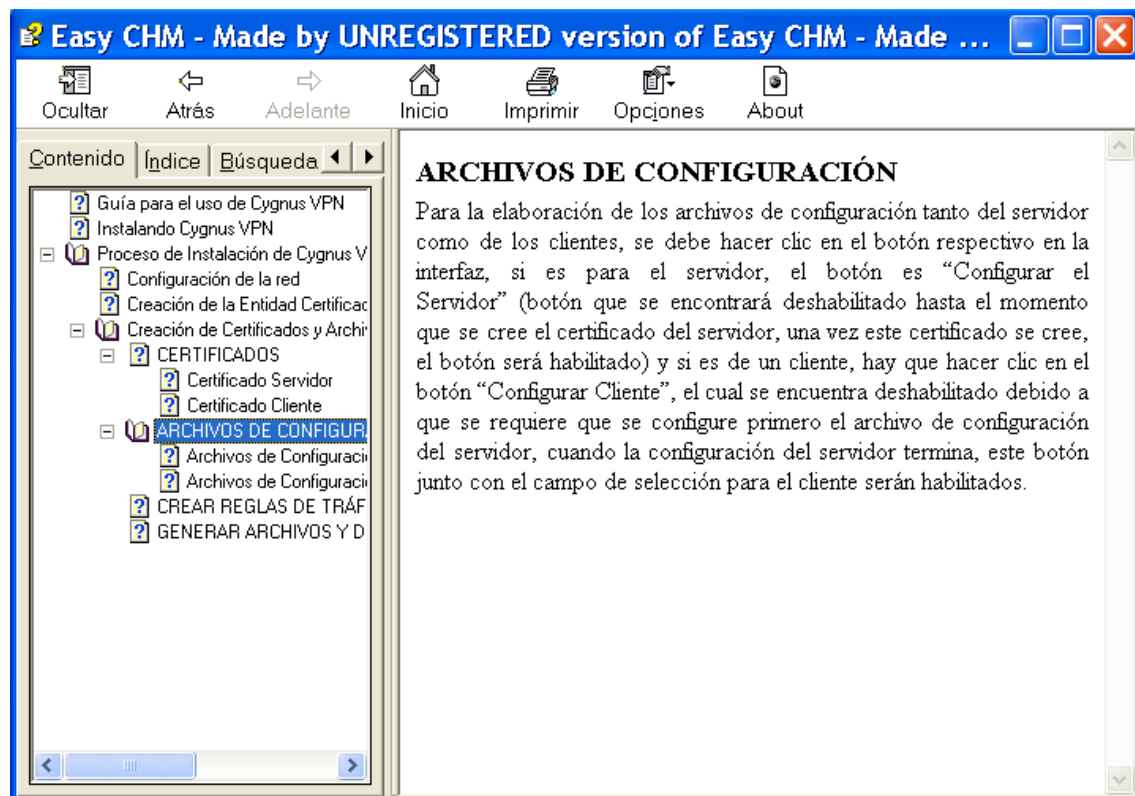 Easy CHM - Made by UNREGISTERED version of Easy CHM - Made ...
Ocultar Atrás Adelante Inicio Imprimir Opciones About
Contenido Índice Búsqueda
Guía para el uso de Cygnus VPN
Instalando Cygnus VPN
Proceso de Instalación de Cygnus V
Configuración de la red
Creación de la Entidad Certificac
Creación de Certificados y Archiv
CERTIFICADOS
Certificado Servidor
Certificado Cliente
ARCHIVOS DE CONFIGURA
Archivos de Configuració
Archivos de Configuració
CREAR REGLAS DE TRÁF
GENERAR ARCHIVOS Y D
ARCHIVOS DE CONFIGURACIÓN
Para la elaboración de los archivos de configuración tanto del servidor
como de los clientes, se debe hacer clic en el botón respectivo en la
interfaz, si es para el servidor, el botón es “Configurar el
Servidor” (botón que se encontrará deshabilitado hasta el momento
que se cree el certificado del servidor, una vez este certificado se cree,
el botón será habilitado) y si es de un cliente, hay que hacer clic en el
botón “Configurar Cliente”, el cual se encuentra deshabilitado debido a
que se requiere que se configure primero el archivo de configuración
del servidor, cuando la configuración del servidor termina, este botón
junto con el campo de selección para el cliente serán habilitados.